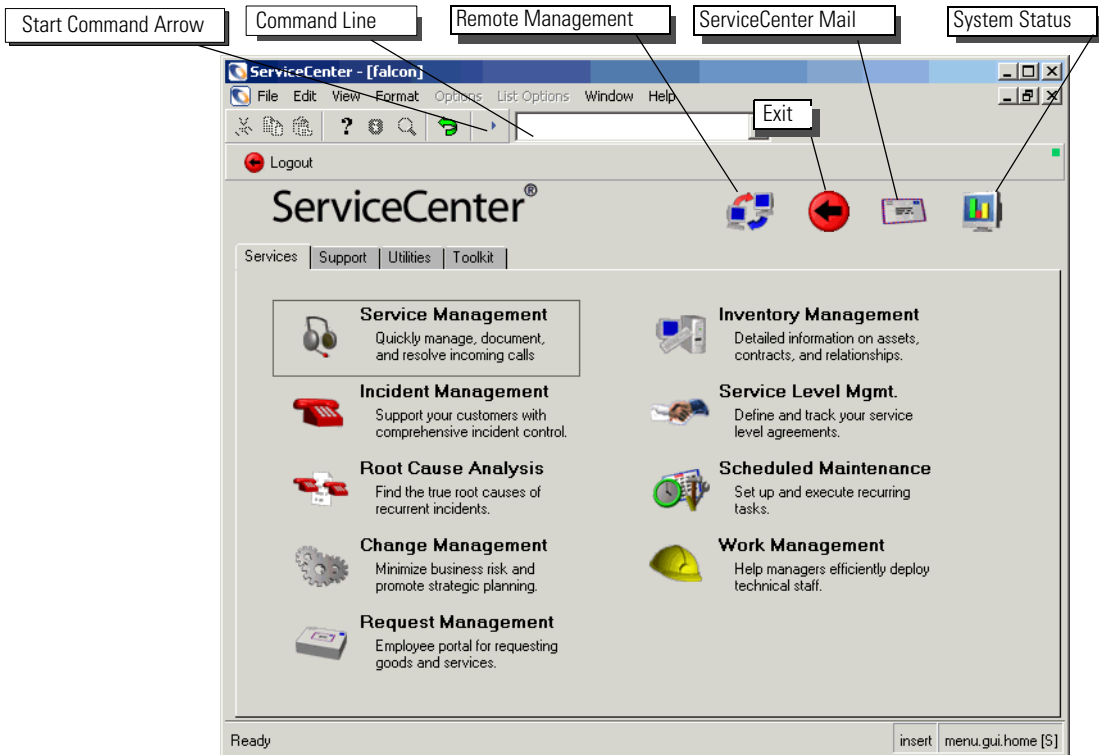 Start Command Arrow
Command Line
Remote Management
ServiceCenter Mail
System Status
ServiceCenter - [falcon]
File Edit View Format Options List Options Window Help
Exit
Logout
ServiceCenter®
Services Support Utilities Toolkit
Service Management
Quickly manage, document,
and resolve incoming calls
Inventory Management
Detailed information on assets,
contracts, and relationships.
Incident Management
Support your customers with
comprehensive incident control.
Service Level Mgmt.
Define and track your service
level agreements.
Root Cause Analysis
Find the true root causes of
recurrent incidents.
Scheduled Maintenance
Set up and execute recurring
tasks.
Change Management
Minimize business risk and
promote strategic planning.
Work Management
Help managers efficiently deploy
technical staff.
Request Management
Employee portal for requesting
goods and services.
Ready
insert menu.gui.home [S]